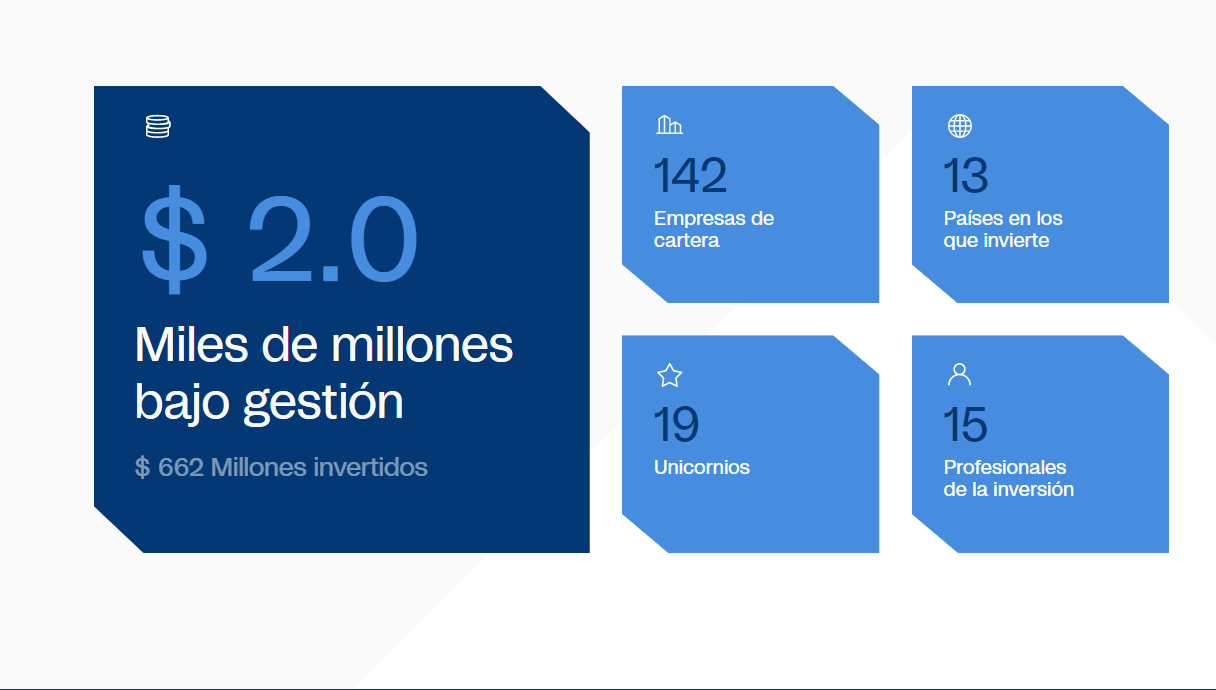 $ 2.0
Miles de millones
bajo gestión
$ 662 Millones invertidos
142
Empresas de
cartera
13
Países en los
que invierte
19
Unicornios
15
Profesionales
de la inversión